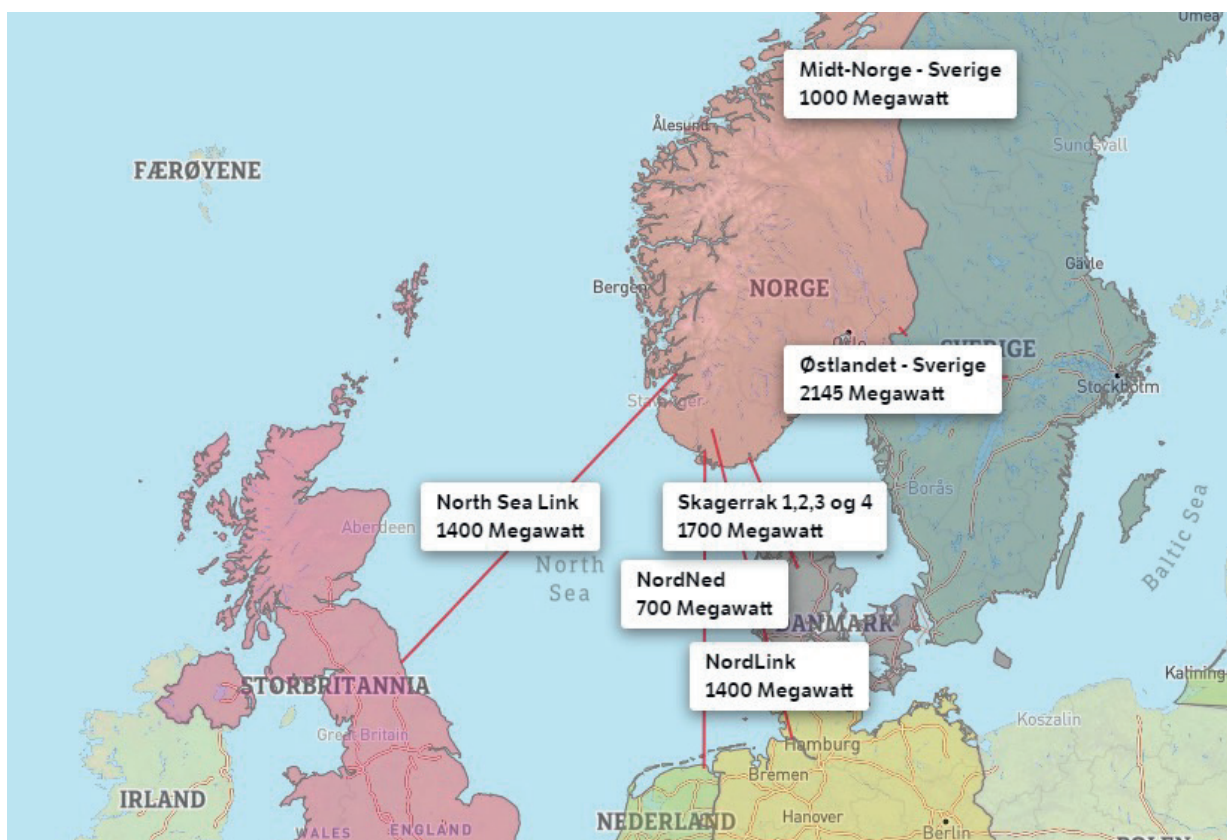 Umeå
Midt-Norge - Sverige
1000 Megawatt
Ålesund
Sundsvall
FÆRØYENE
Gävle
Bergen
NORGE
Oslo
SVERIGE
Østlandet - Sverige
2145 Megawatt
Stockholm
Stavanger
North Sea Link
1400 Megawatt
Skagerrak 1,2,3 og 4
1700 Megawatt
Borås
Aberdeen
Baltic Sea
North
Sea
NordNed
700 Megawatt
DANMARK
NordLink
1400 Megawatt
STORBRITANNIA
Kalining
Koszalin
Great Britain
Hamburg
Bremen
IRLAND
NEDERLAND
Hanover
Berlin
WALES
ENGLAND
POLEN